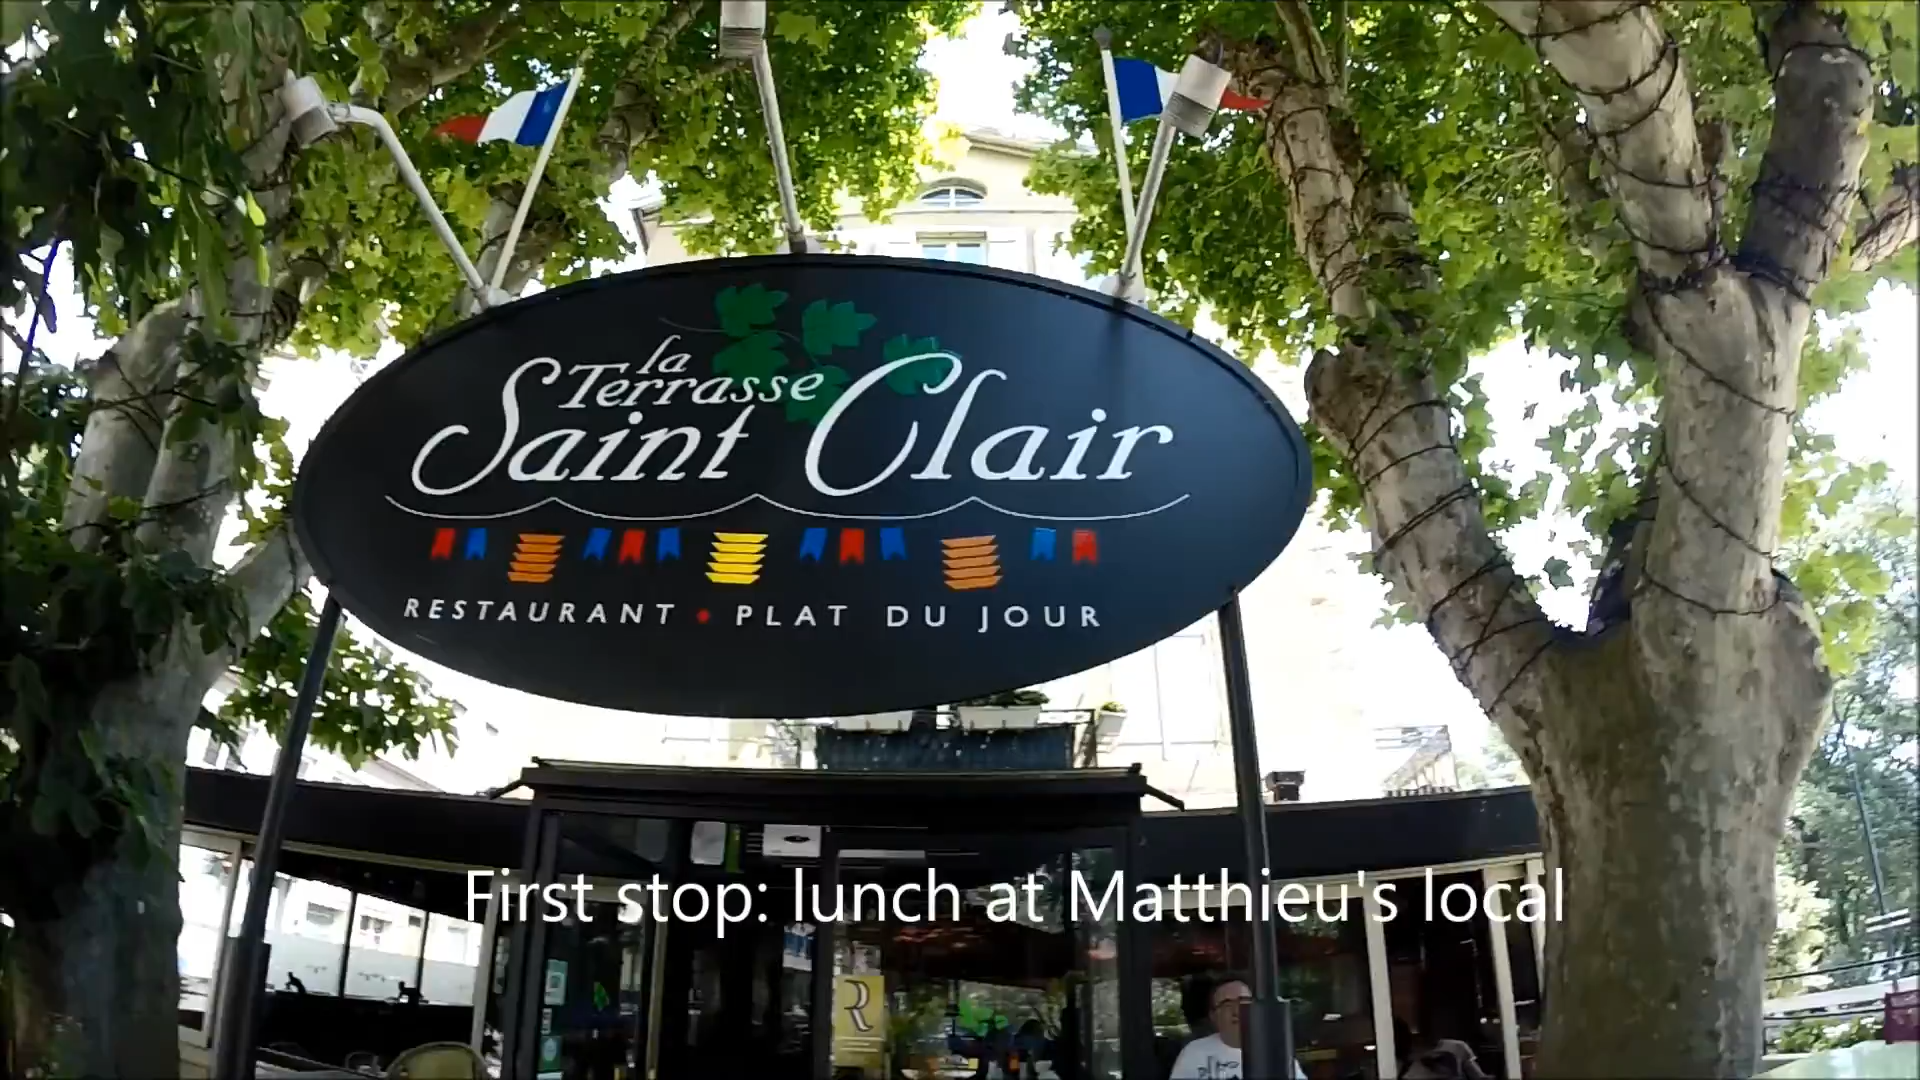 la
Terrasse
Saint Clair
RESTAURANT • PLAT DU JOUR
First stop: lunch at Matthieu's local
R